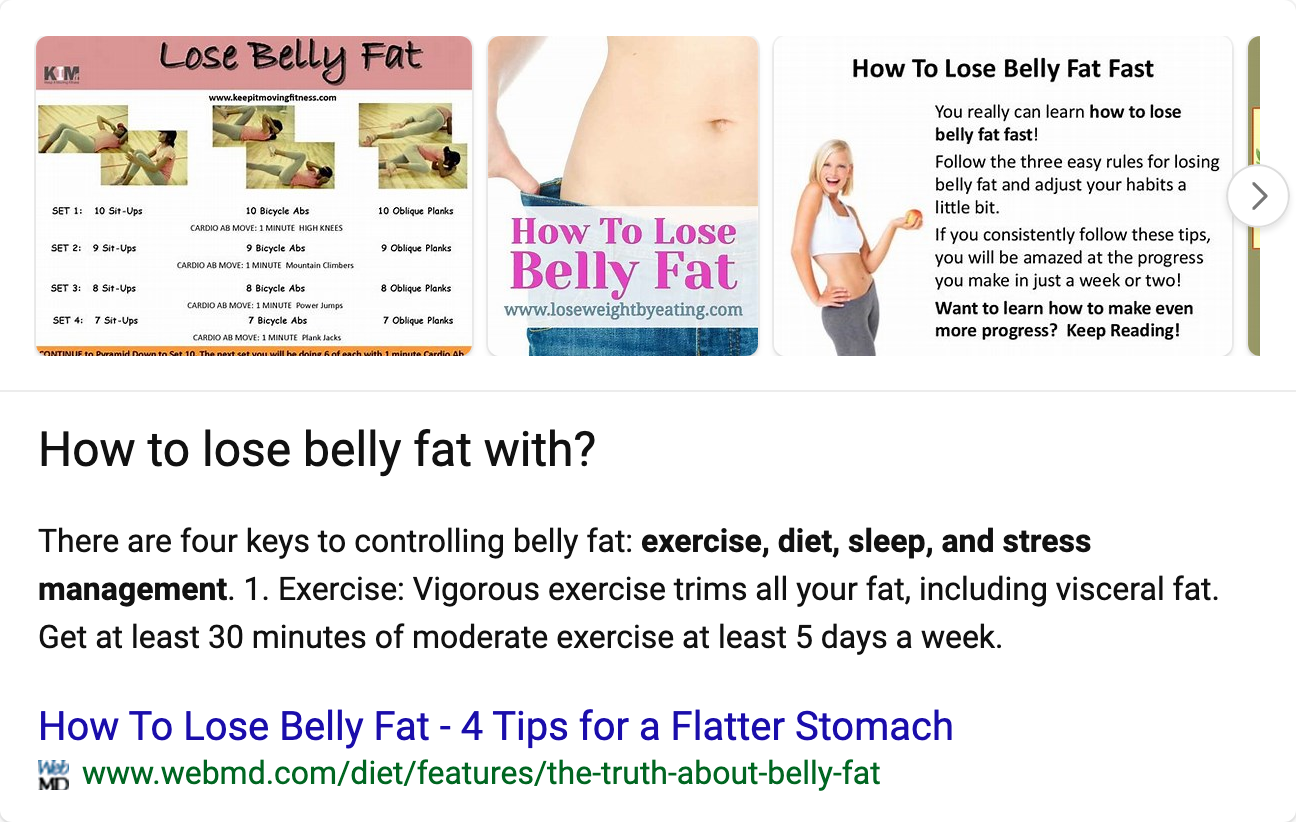 Lose Belly Fat
KIM
www.keepitmovingfitness.com
SET 1: 10 Sit-Ups 10 Bicycle Abs 10 Oblique Planks
CARDIO AB MOVE: 1 MINUTE HIGH KNEES
SET 2: 9 Sit-Ups 9 Bicycle Abs 9 Oblique Planks
CARDIO AB MOVE: 1 MINUTE Mountain Climbers
SET 3: 8 Sit-Ups 8 Bicycle Abs 8 Oblique Planks
CARDIO AB MOVE: 1 MINUTE Power Jumps
SET 4: 7 Sit-Ups 7 Bicycle Abs 7 Oblique Planks
CARDIO AB MOVE: 1 MINUTE Plank Jacks
CONTINUE to Pyramid Down to Set 10. The next set you will be doing 6 of each with 1 minute Cardio Ab
How To Lose
Belly Fat
www.loseweightbyeating.com
How To Lose Belly Fat Fast
You really can learn how to lose
belly fat fast!
Follow the three easy rules for losing
belly fat and adjust your habits a
little bit.
If you consistently follow these tips,
you will be amazed at the progress
you make in just a week or two!
Want to learn how to make even
more progress? Keep Reading!
How to lose belly fat with?
There are four keys to controlling belly fat: exercise, diet, sleep, and stress
management. 1. Exercise: Vigorous exercise trims all your fat, including visceral fat.
Get at least 30 minutes of moderate exercise at least 5 days a week.
How To Lose Belly Fat - 4 Tips for a Flatter Stomach
Web
MD
www.webmd.com/diet/features/the-truth-about-belly-fat